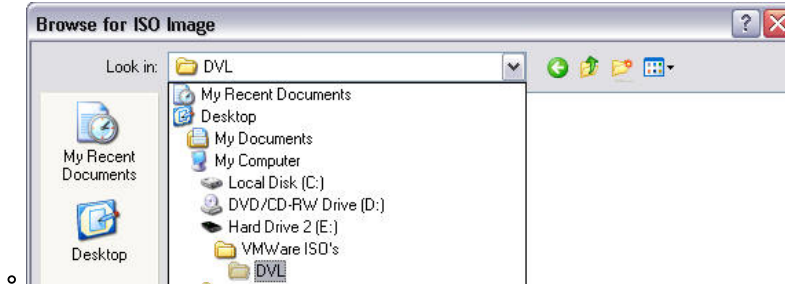 Browse for ISO Image
Look in: DVL
My Recent Documents
Desktop
My Documents
My Computer
Local Disk (C:)
DVD/CD-RW Drive (D:)
Hard Drive 2 (E:)
VMWare ISO's
DVL
My Recent
Documents
Desktop